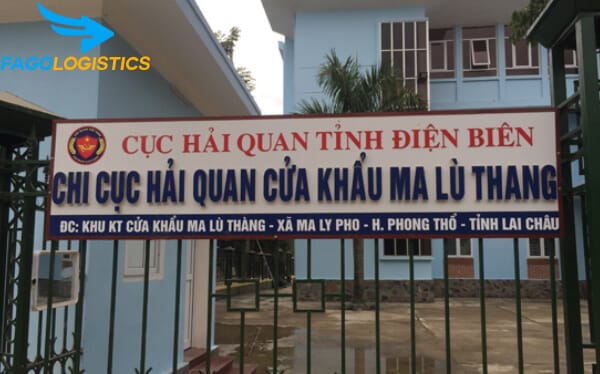 FAGOLOGISTICS
CỤC HẢI QUAN TỈNH ĐIỆN BIÊN
CHI CỤC HẢI QUAN CỬA KHẨU MA LÙ THANG
ĐC: KHU KT CỬA KHẨU MA LÙ THÀNG - XÃ MA LY PHO - H. PHONG THỔ - TỈNH LAI CHÂU